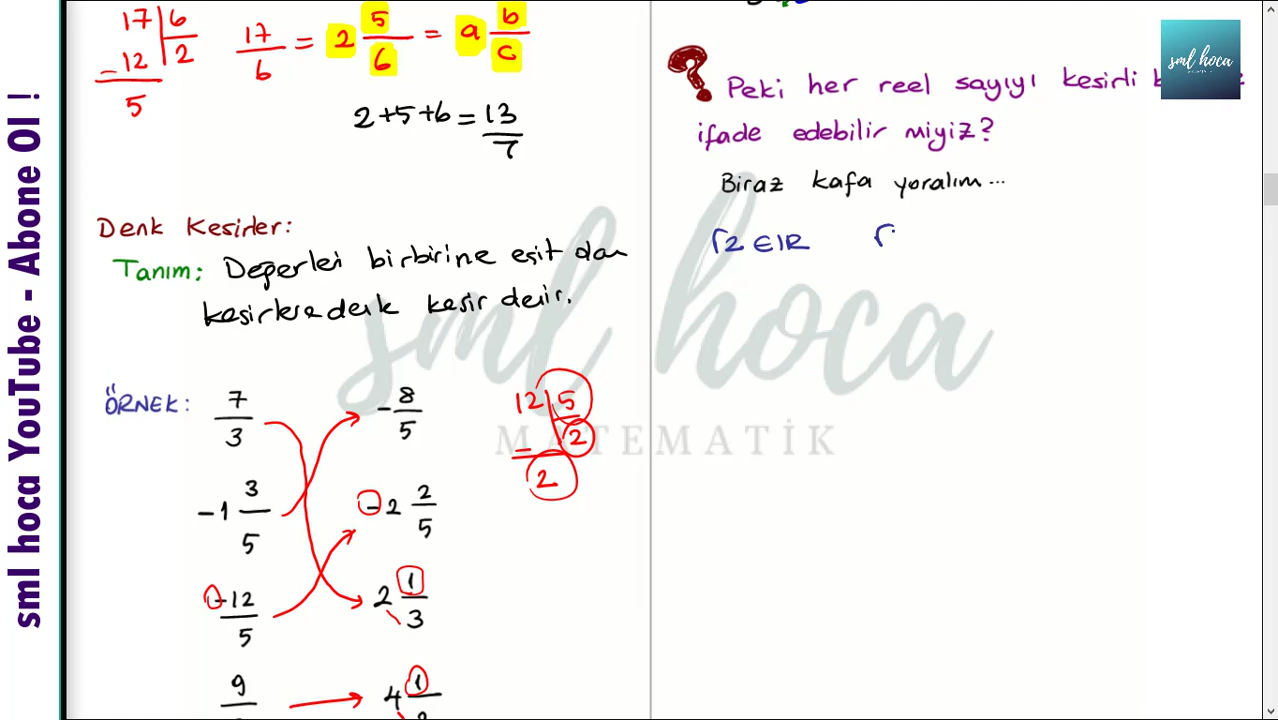 sml hoca YouTube - Abone Ol !
17 6
-12 2
5
17/6 = 2 5/6 = a b/c
2+5+6 = 13
7
Denk Kesirler:
Tanım: Değerleri birbirine eşit olan
kesirlere denk kesir denir.
ÖRNEK: 7/3 -8/5
12 5
- 2
2
-1 3/5 -2 2/5
-12/5 2 1/3
9 4 1
? Peki her reel sayıyı kesirli
ifade edebilir miyiz?
Biraz kafa yoralım...
√2 ∈ IR √
sml hoca
MATEMATİK
sml hoca